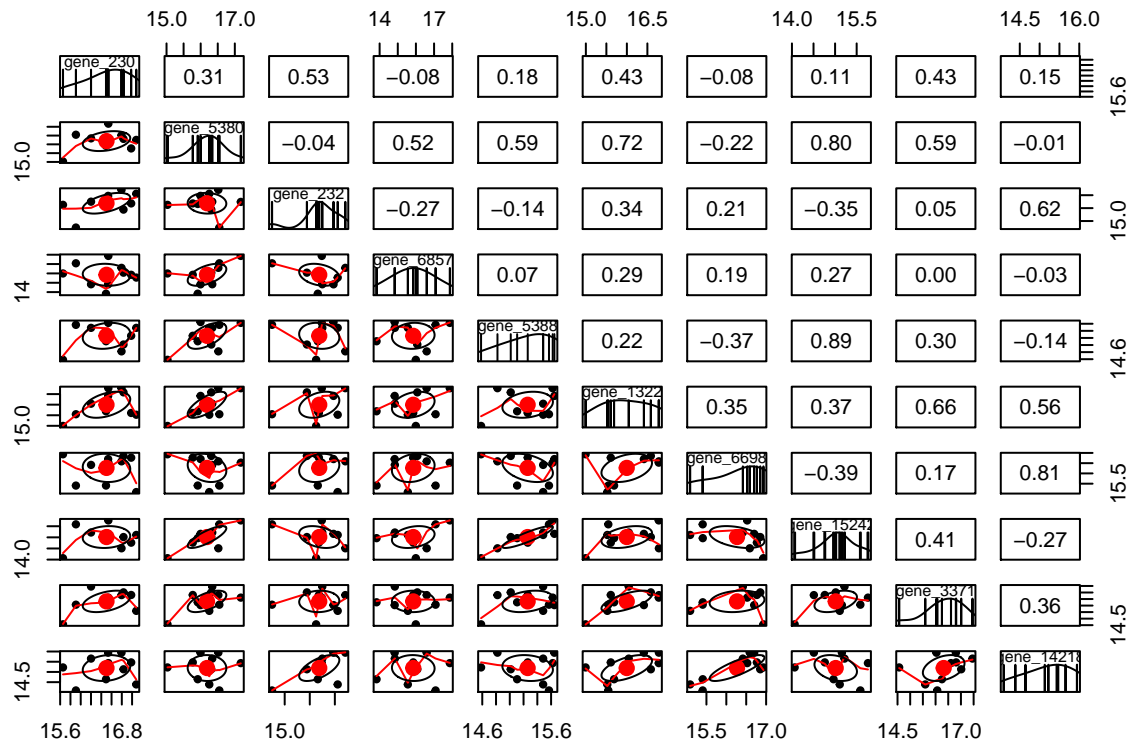 15.0 17.0 14 17 15.0 16.5 14.0 15.5 14.5 16.0
gene_230 0.31 0.53 −0.08 0.18 0.43 −0.08 0.11 0.43 0.15 15.6
15.0 gene_5380 −0.04 0.52 0.59 0.72 −0.22 0.80 0.59 −0.01
gene_232 −0.27 −0.14 0.34 0.21 −0.35 0.05 0.62 15.0
14 gene_6857 0.07 0.29 0.19 0.27 0.00 −0.03
gene_5388 0.22 −0.37 0.89 0.30 −0.14 14.6
15.0 gene_1322 0.35 0.37 0.66 0.56
gene_6698 −0.39 0.17 0.81 15.5
14.0 gene_15242 0.41 −0.27
gene_3371 0.36 14.5
14.5 gene_14218
15.6 16.8 15.0 14.6 15.6 15.5 17.0 14.5 17.0